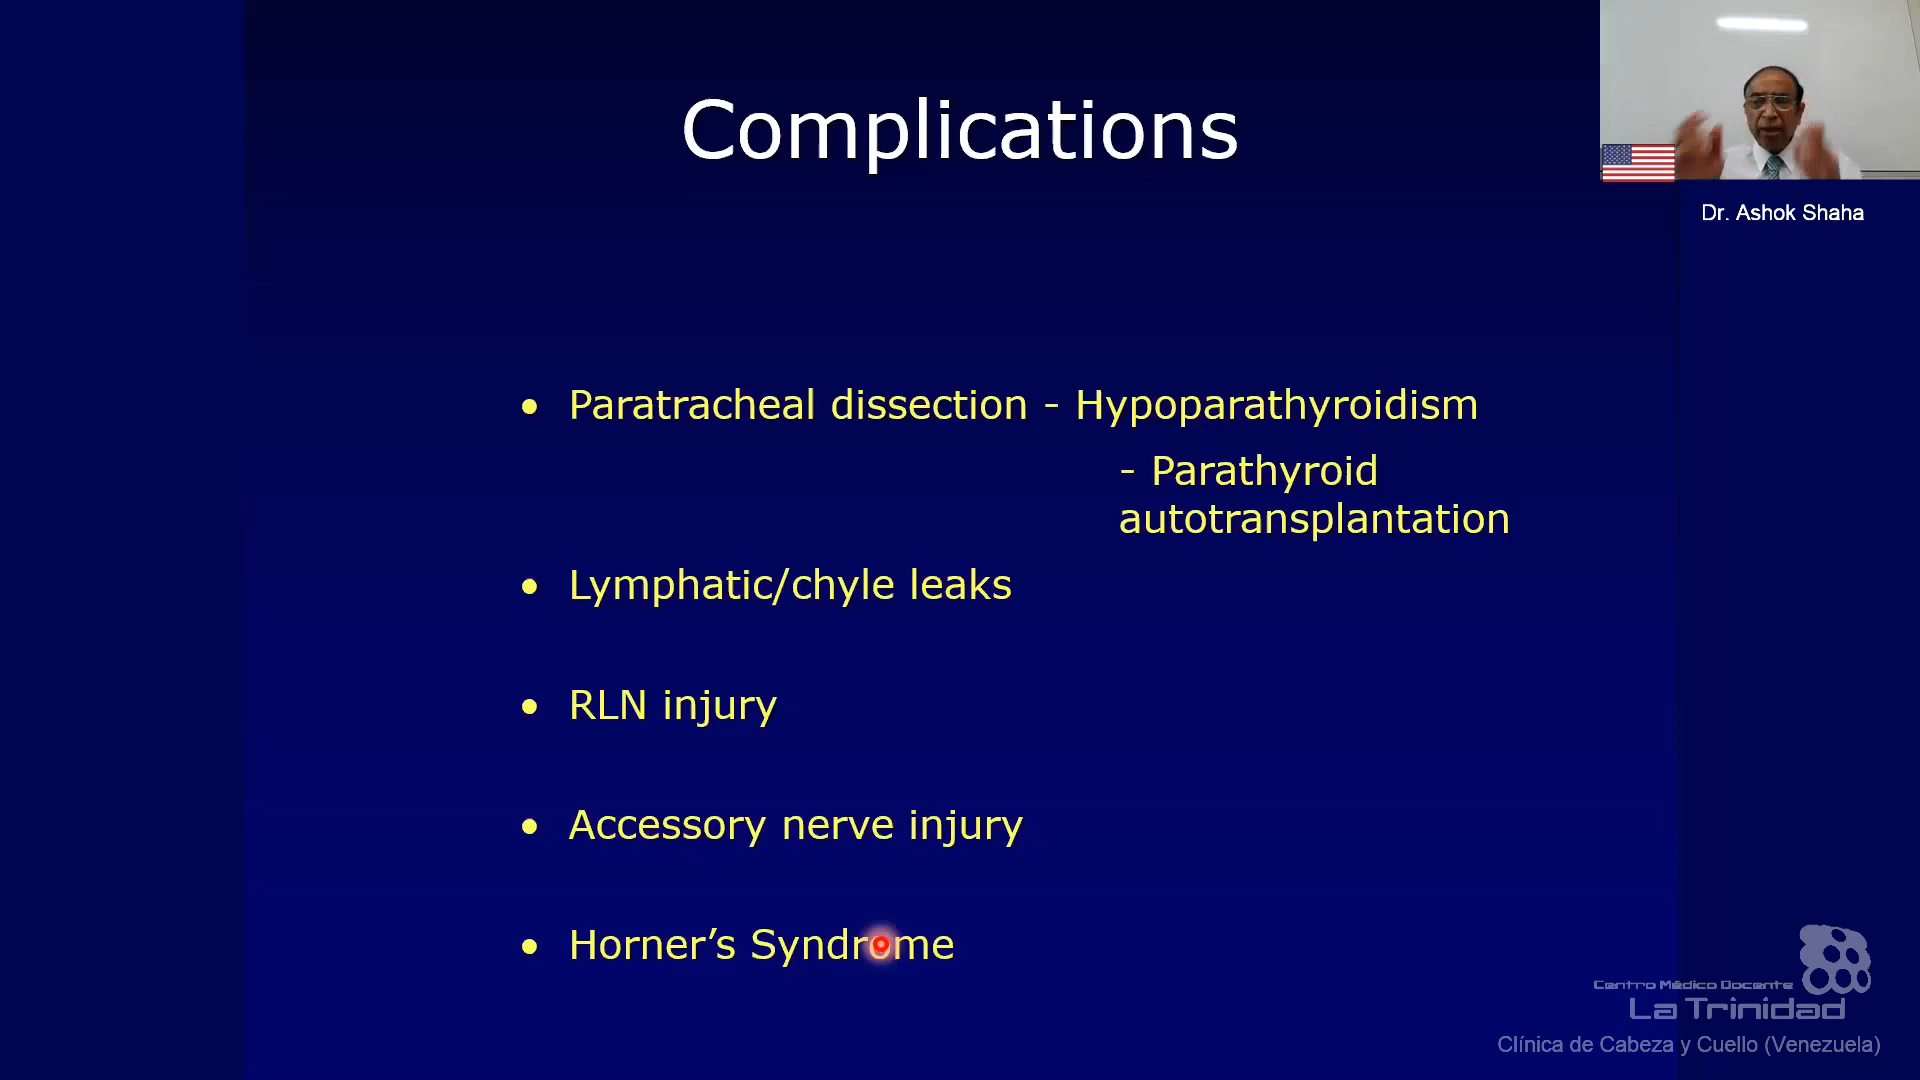 Complications
Dr. Ashok Shaha
• Paratracheal dissection - Hypoparathyroidism
- Parathyroid
autotransplantation
• Lymphatic/chyle leaks
• RLN injury
• Accessory nerve injury
• Horner’s Syndrome
Centro Médico Docente
La Trinidad
Clínica de Cabeza y Cuello (Venezuela)